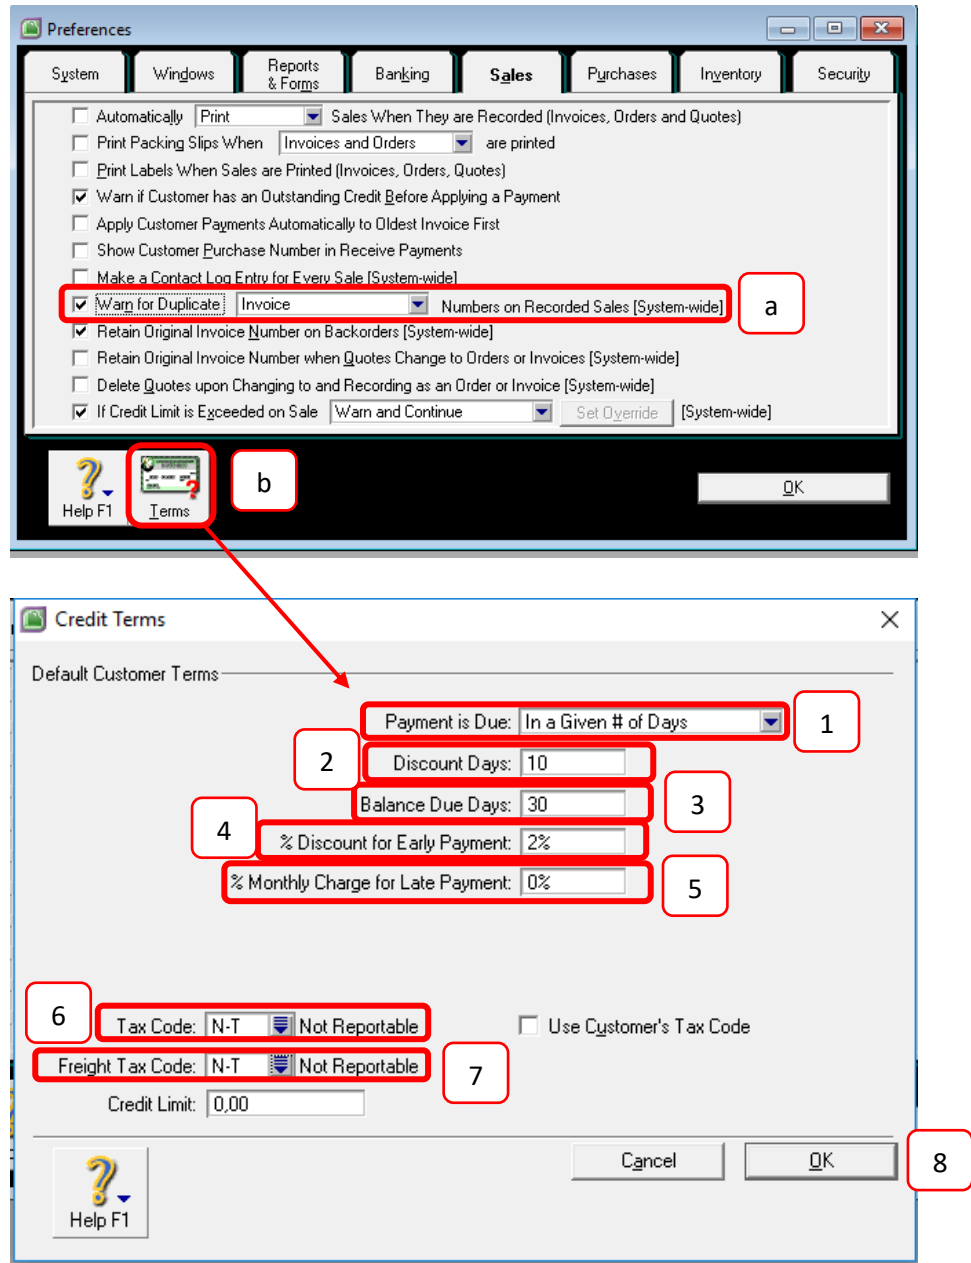 Preferences
System Windows Reports & Forms Banking Sales Purchases Inventory Security
Automatically Print Sales When They are Recorded (Invoices, Orders and Quotes)
Print Packing Slips When Invoices and Orders are printed
Print Labels When Sales are Printed (Invoices, Orders, Quotes)
Warn if Customer has an Outstanding Credit Before Applying a Payment
Apply Customer Payments Automatically to Oldest Invoice First
Show Customer Purchase Number in Receive Payments
Make a Contact Log Entry for Every Sale [System-wide]
Warn for Duplicate Invoice Numbers on Recorded Sales [System-wide]
a
Retain Original Invoice Number on Backorders [System-wide]
Retain Original Invoice Number when Quotes Change to Orders or Invoices [System-wide]
Delete Quotes upon Changing to and Recording as an Order or Invoice [System-wide]
If Credit Limit is Exceeded on Sale Warn and Continue Set Override [System-wide]
b
Help F1 Terms OK
Credit Terms
Default Customer Terms
Payment is Due: In a Given # of Days
1
2
Discount Days: 10
Balance Due Days: 30
3
4
% Discount for Early Payment: 2%
% Monthly Charge for Late Payment: 0%
5
6
Tax Code: N-T Not Reportable Use Customer's Tax Code
Freight Tax Code: N-T Not Reportable
7
Credit Limit: 0,00
Cancel OK
8
Help F1